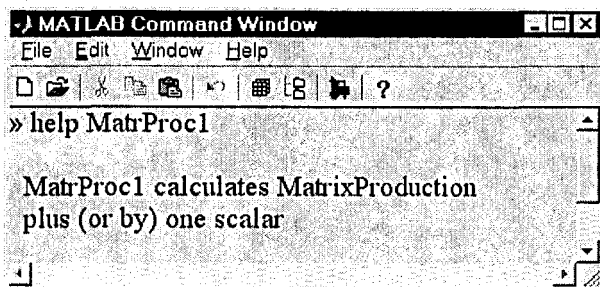 MATLAB Command Window
File Edit Window Help
?
» help MatrProc1
MatrProc1 calculates MatrixProduction
plus (or by) one scalar